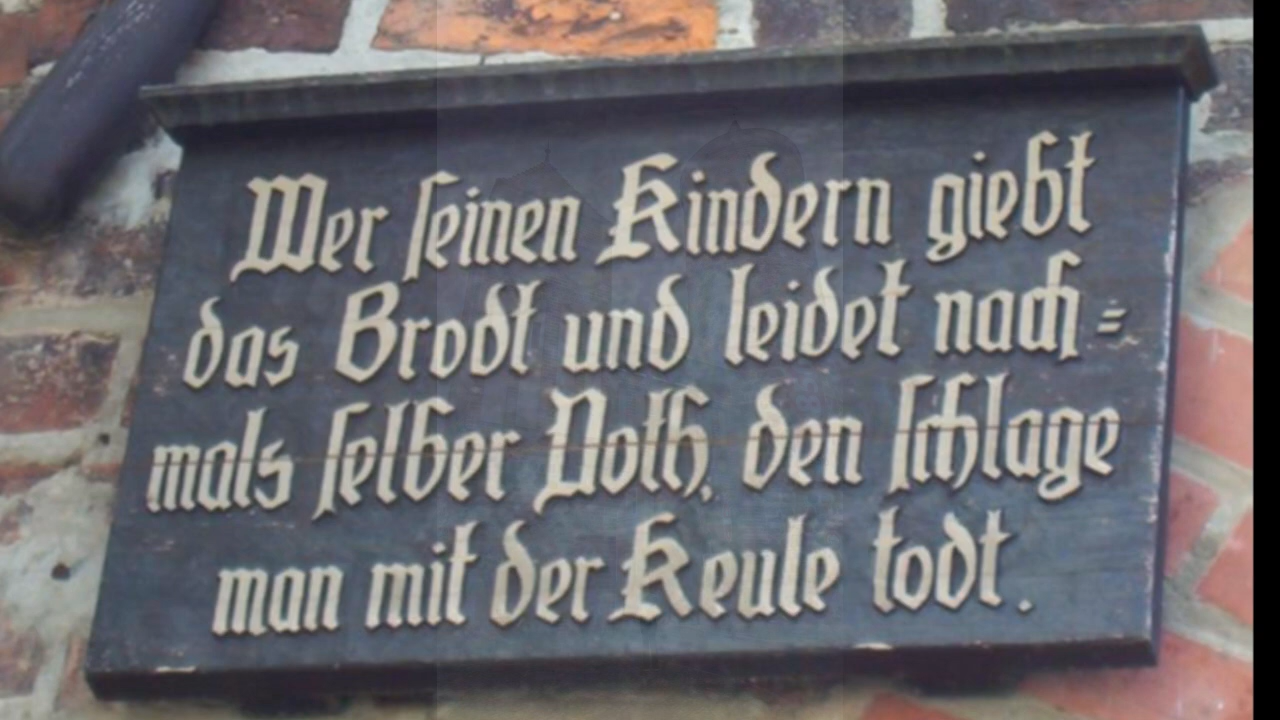 Wer seinen Kindern giebt
das Brodt und leidet nach=
mals selber Noth, den schlage
man mit der Keule todt.